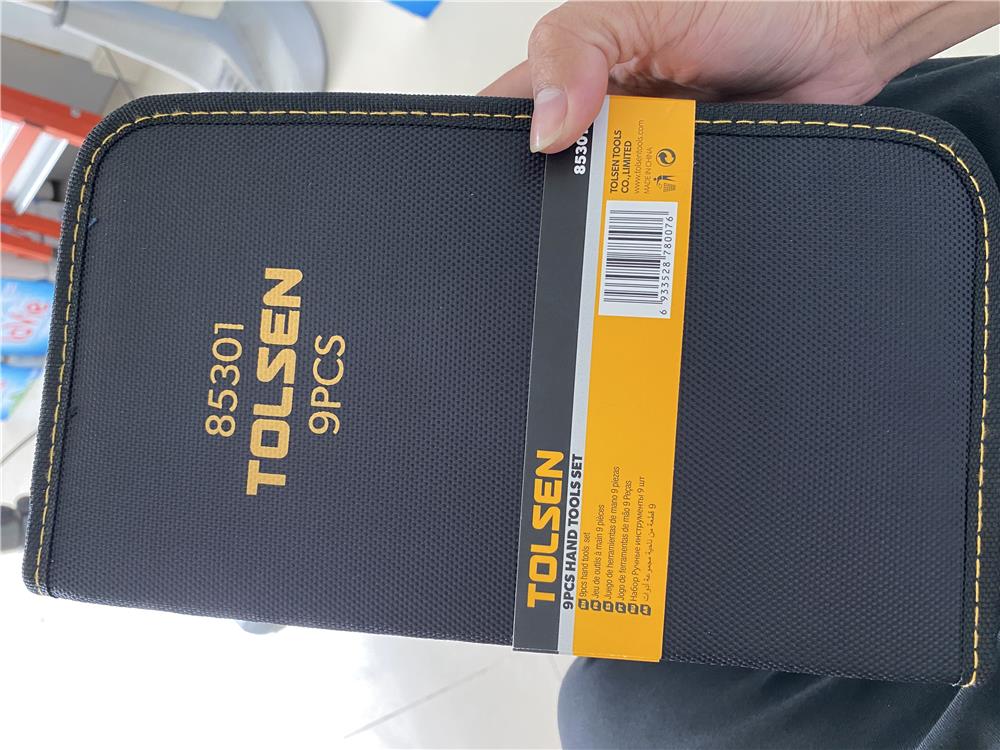 85301
TOLSEN
9PCS
TOLSEN
9PCS HAND TOOLS SET
9pcs hand tools set
Jeu de outils à main 9 pièces
Juego de herramientas de mano 9 piezas
Jogo de ferramentas de mão 9 Peças
Набор Ручные инструменты 9 шт
8530
TOLSEN TOOLS
CO.,LIMITED
www.tolsentools.com
MADE IN CHINA
6 933528 780076